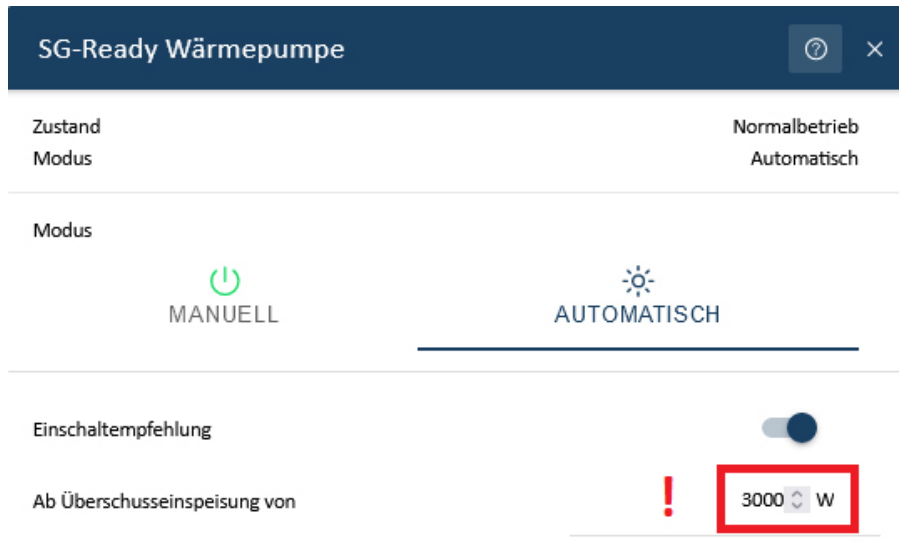 SG-Ready Wärmepumpe
Zustand Normalbetrieb
Modus Automatisch
Modus
MANUELL AUTOMATISCH
Einschaltempfehlung
Ab Überschusseinspeisung von ! 3000 W